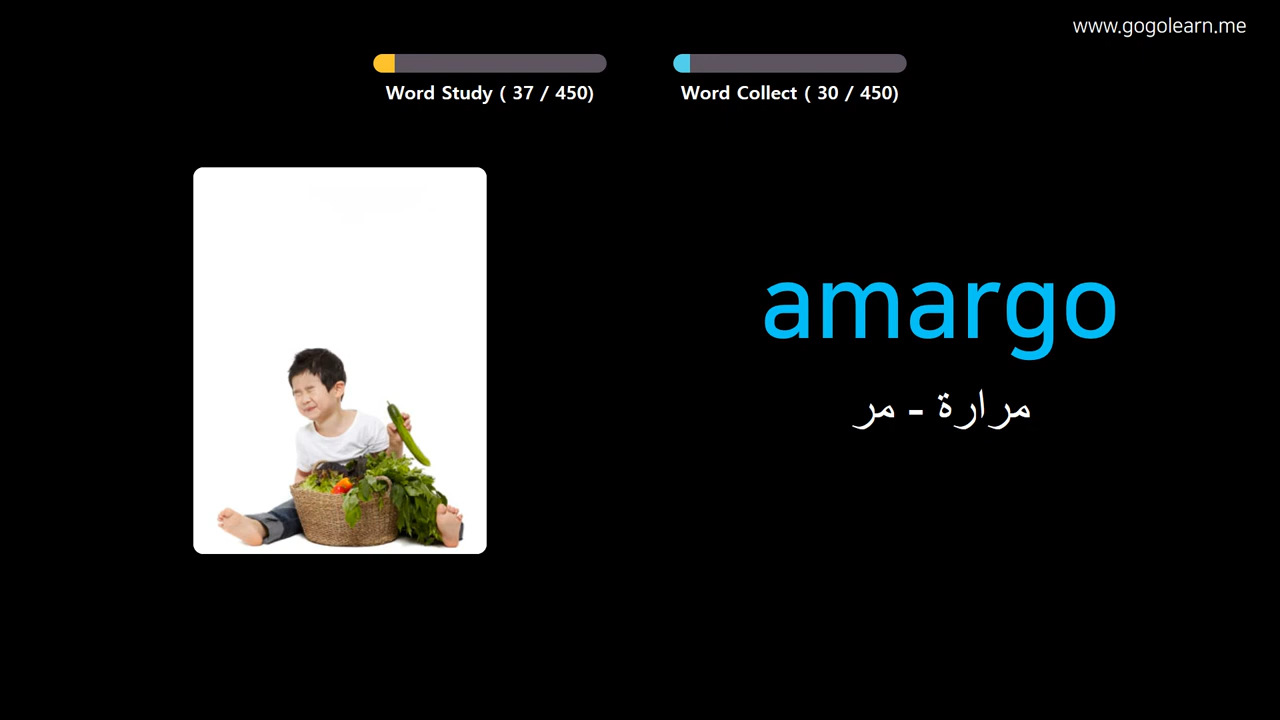 www.gogolearn.me
Word Study ( 37 / 450)
Word Collect ( 30 / 450)
amargo
مرارة - مر